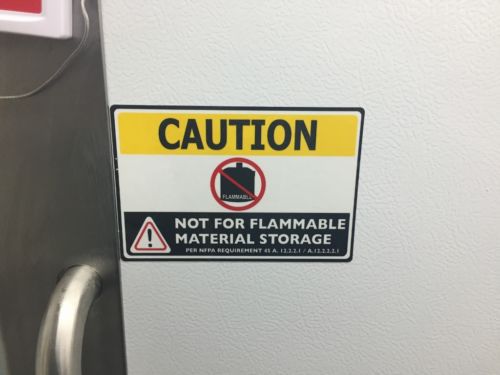 CAUTION
FLAMMABLE
NOT FOR FLAMMABLE
MATERIAL STORAGE
PER NFPA REQUIREMENT 45 A. 12.2.2.1 / A.12.2.2.2.1